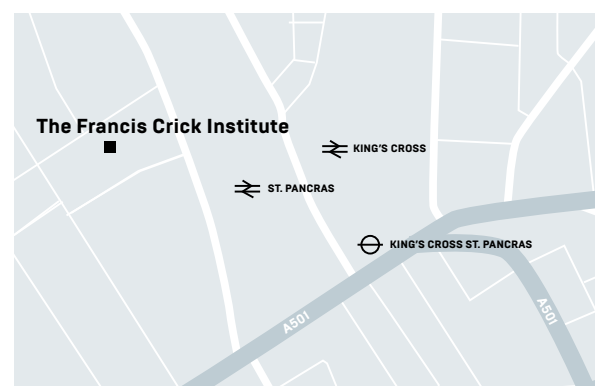 The Francis Crick Institute
KING'S CROSS
ST. PANCRAS
KING'S CROSS ST. PANCRAS
A501
A501